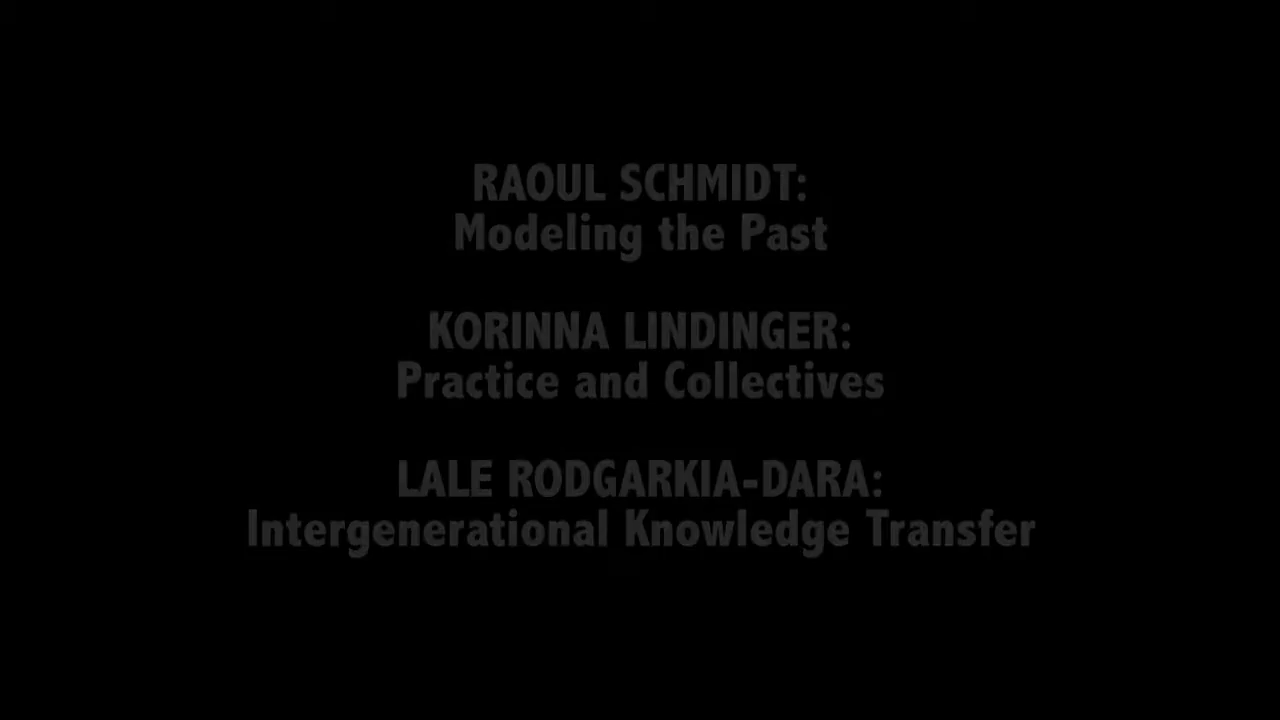 RAOUL SCHMIDT:
Modeling the Past
KORINNA LINDINGER:
Practice and Collectives
LALE RODGARKIA-DARA:
Intergenerational Knowledge Transfer